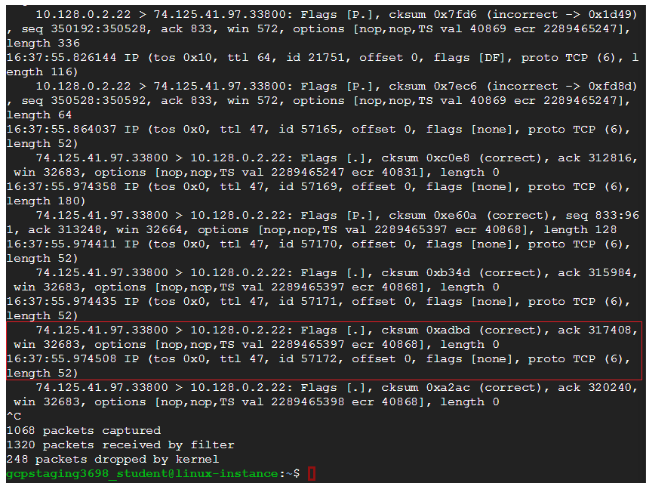 10.128.0.2.22 > 74.125.41.97.33800: Flags [P.], cksum 0x7fd6 (incorrect -> 0x1d49)
, seq 350192:350528, ack 833, win 572, options [nop,nop,TS val 40869 ecr 2289465247],
length 336
16:37:55.826144 IP (tos 0x10, ttl 64, id 21751, offset 0, flags [DF], proto TCP (6), l
ength 116)
10.128.0.2.22 > 74.125.41.97.33800: Flags [P.], cksum 0x7ec6 (incorrect -> 0xfd8d)
, seq 350528:350592, ack 833, win 572, options [nop,nop,TS val 40869 ecr 2289465247],
length 64
16:37:55.864037 IP (tos 0x0, ttl 47, id 57165, offset 0, flags [none], proto TCP (6),
length 52)
74.125.41.97.33800 > 10.128.0.2.22: Flags [.], cksum 0xc0e8 (correct), ack 312816,
win 32683, options [nop,nop,TS val 2289465247 ecr 40831], length 0
16:37:55.974358 IP (tos 0x0, ttl 47, id 57169, offset 0, flags [none], proto TCP (6),
length 180)
74.125.41.97.33800 > 10.128.0.2.22: Flags [P.], cksum 0xe60a (correct), seq 833:96
1, ack 313248, win 32664, options [nop,nop,TS val 2289465397 ecr 40868], length 128
16:37:55.974411 IP (tos 0x0, ttl 47, id 57170, offset 0, flags [none], proto TCP (6),
length 52)
74.125.41.97.33800 > 10.128.0.2.22: Flags [.], cksum 0xb34d (correct), ack 315984,
win 32683, options [nop,nop,TS val 2289465397 ecr 40868], length 0
16:37:55.974435 IP (tos 0x0, ttl 47, id 57171, offset 0, flags [none], proto TCP (6),
length 52)
74.125.41.97.33800 > 10.128.0.2.22: Flags [.], cksum 0xadbd (correct), ack 317408,
win 32683, options [nop,nop,TS val 2289465397 ecr 40868], length 0
16:37:55.974508 IP (tos 0x0, ttl 47, id 57172, offset 0, flags [none], proto TCP (6),
length 52)
74.125.41.97.33800 > 10.128.0.2.22: Flags [.], cksum 0xa2ac (correct), ack 320240,
win 32683, options [nop,nop,TS val 2289465398 ecr 40868], length 0
^C
1068 packets captured
1320 packets received by filter
248 packets dropped by kernel
gcpstaging3698_student@linux-instance:~$